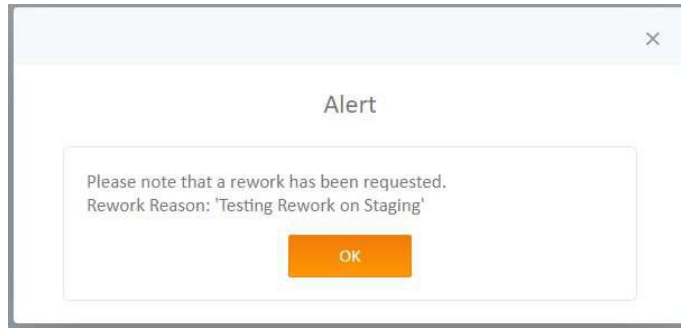 Alert
Please note that a rework has been requested.
Rework Reason: 'Testing Rework on Staging'
OK